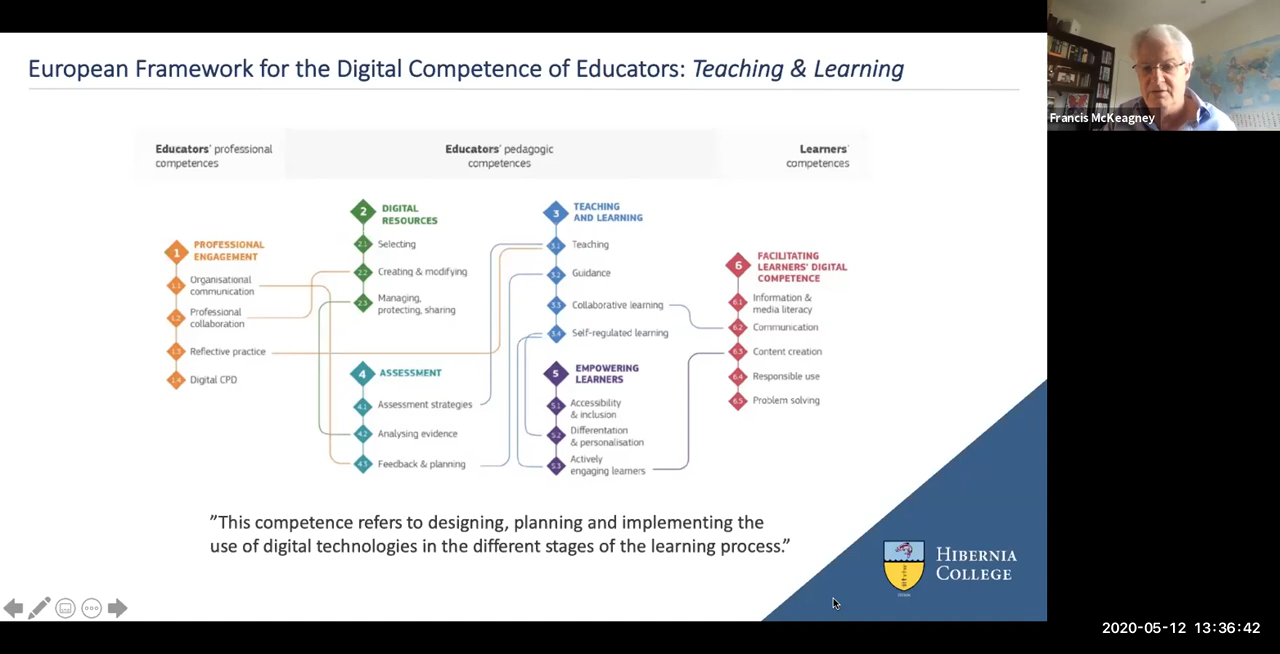 European Framework for the Digital Competence of Educators: Teaching & Learning
Francis McKeagney
Educators' professional
competences
Educators' pedagogic
competences
Learners'
competences
1
PROFESSIONAL
ENGAGEMENT
1.1
Organisational
communication
1.2
Professional
collaboration
1.3
Reflective practice
1.4
Digital CPD
2
DIGITAL
RESOURCES
2.1
Selecting
2.2
Creating & modifying
2.3
Managing,
protecting, sharing
4
ASSESSMENT
4.1
Assessment strategies
4.2
Analysing evidence
4.3
Feedback & planning
3
TEACHING
AND LEARNING
3.1
Teaching
3.2
Guidance
3.3
Collaborative learning
3.4
Self-regulated learning
5
EMPOWERING
LEARNERS
5.1
Accessibility
& inclusion
5.2
Differentation
& personalisation
5.3
Actively
engaging learners
6
FACILITATING
LEARNERS' DIGITAL
COMPETENCE
6.1
Information &
media literacy
6.2
Communication
6.3
Content creation
6.4
Responsible use
6.5
Problem solving
”This competence refers to designing, planning and implementing the
use of digital technologies in the different stages of the learning process.”
HIBERNIA
COLLEGE
2020-05-12 13:36:42